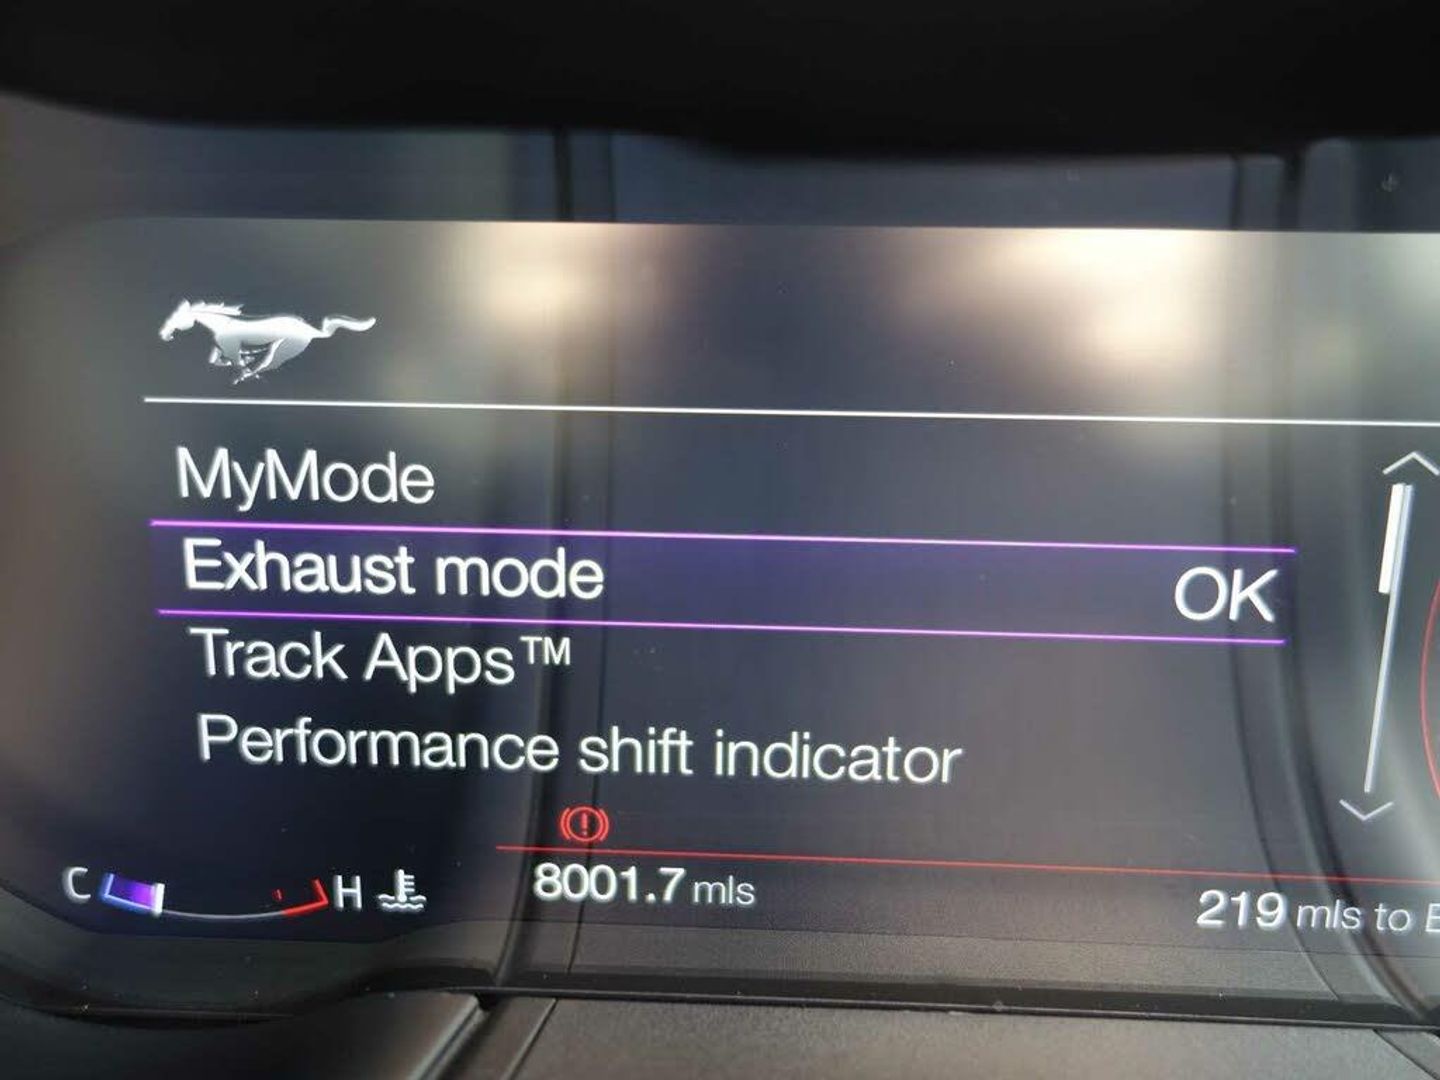 MyMode
Exhaust mode OK
Track Apps™
Performance shift indicator
C H 8001.7 mls 219 mls to E